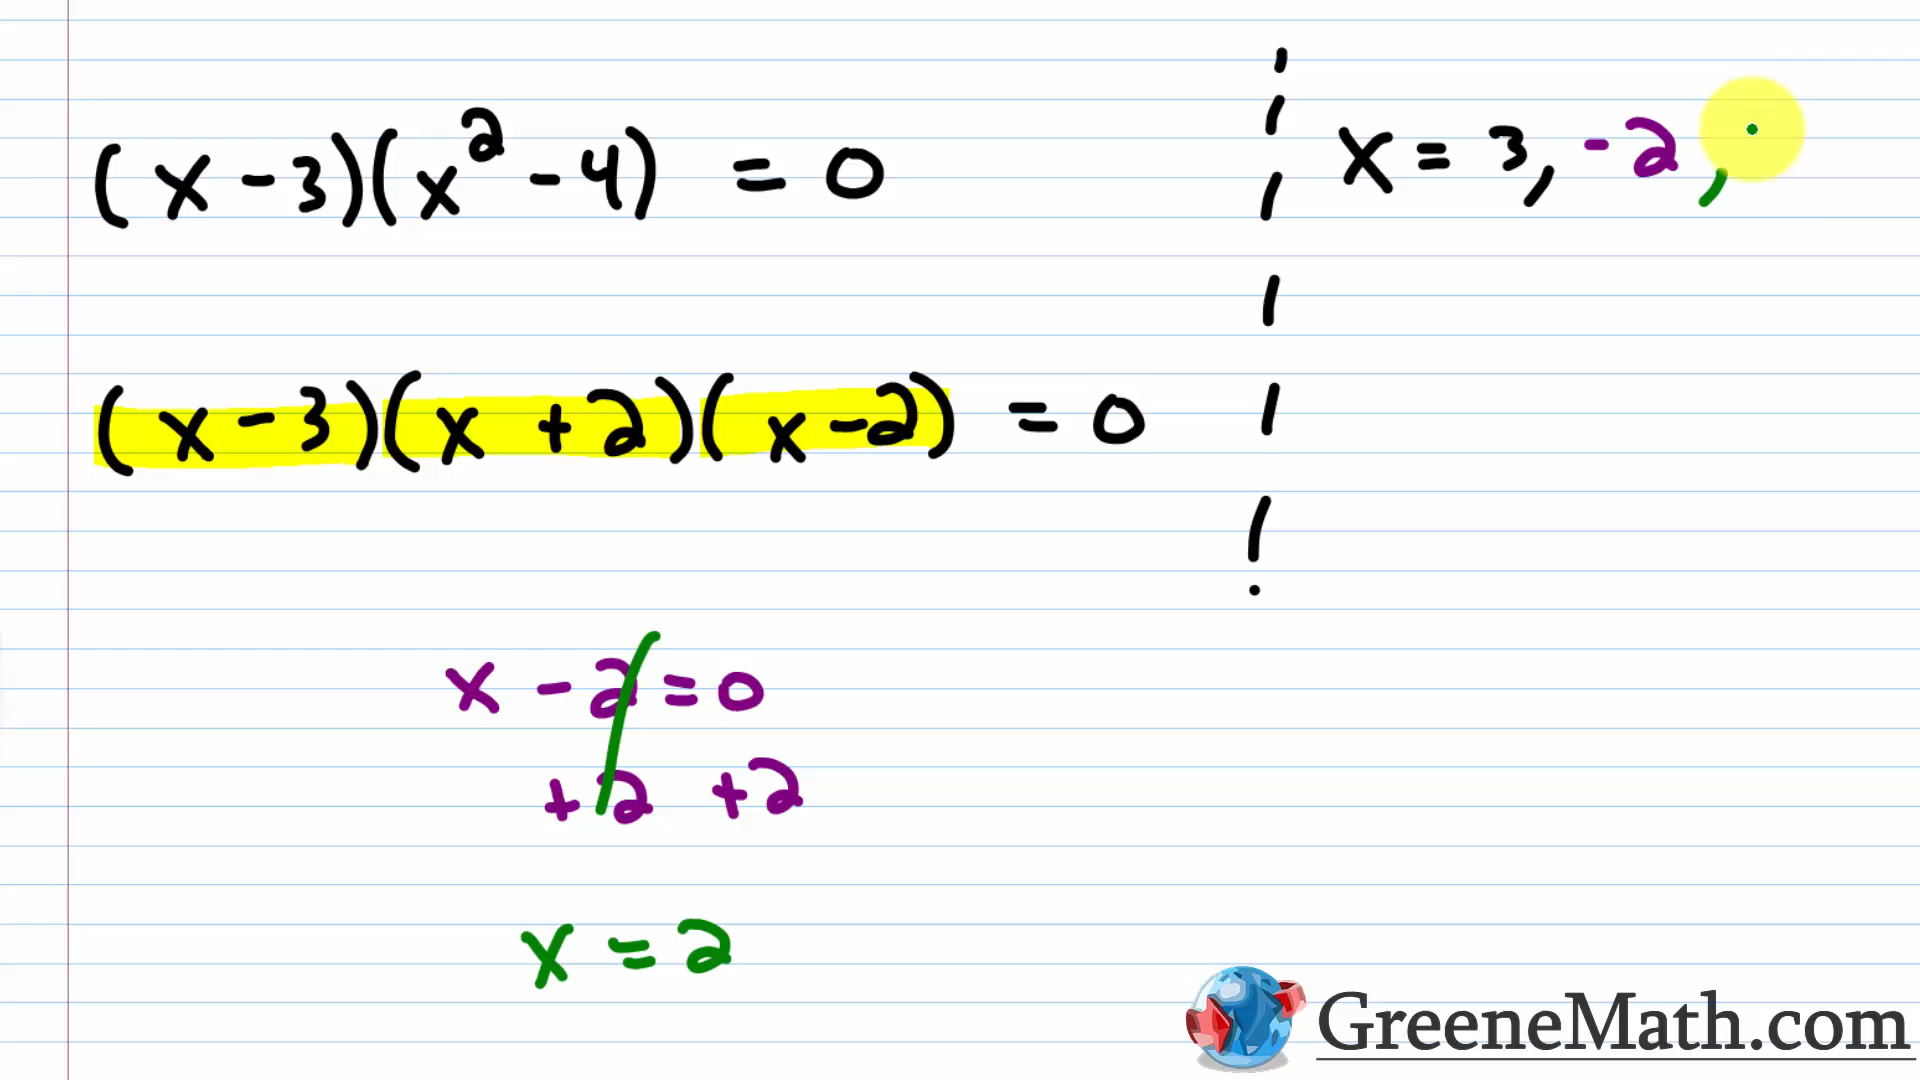 (x - 3)(x² - 4) = 0
x = 3, -2,
(x - 3)(x + 2)(x - 2) = 0
x - 2 = 0
+ 2 + 2
x = 2
GreeneMath.com